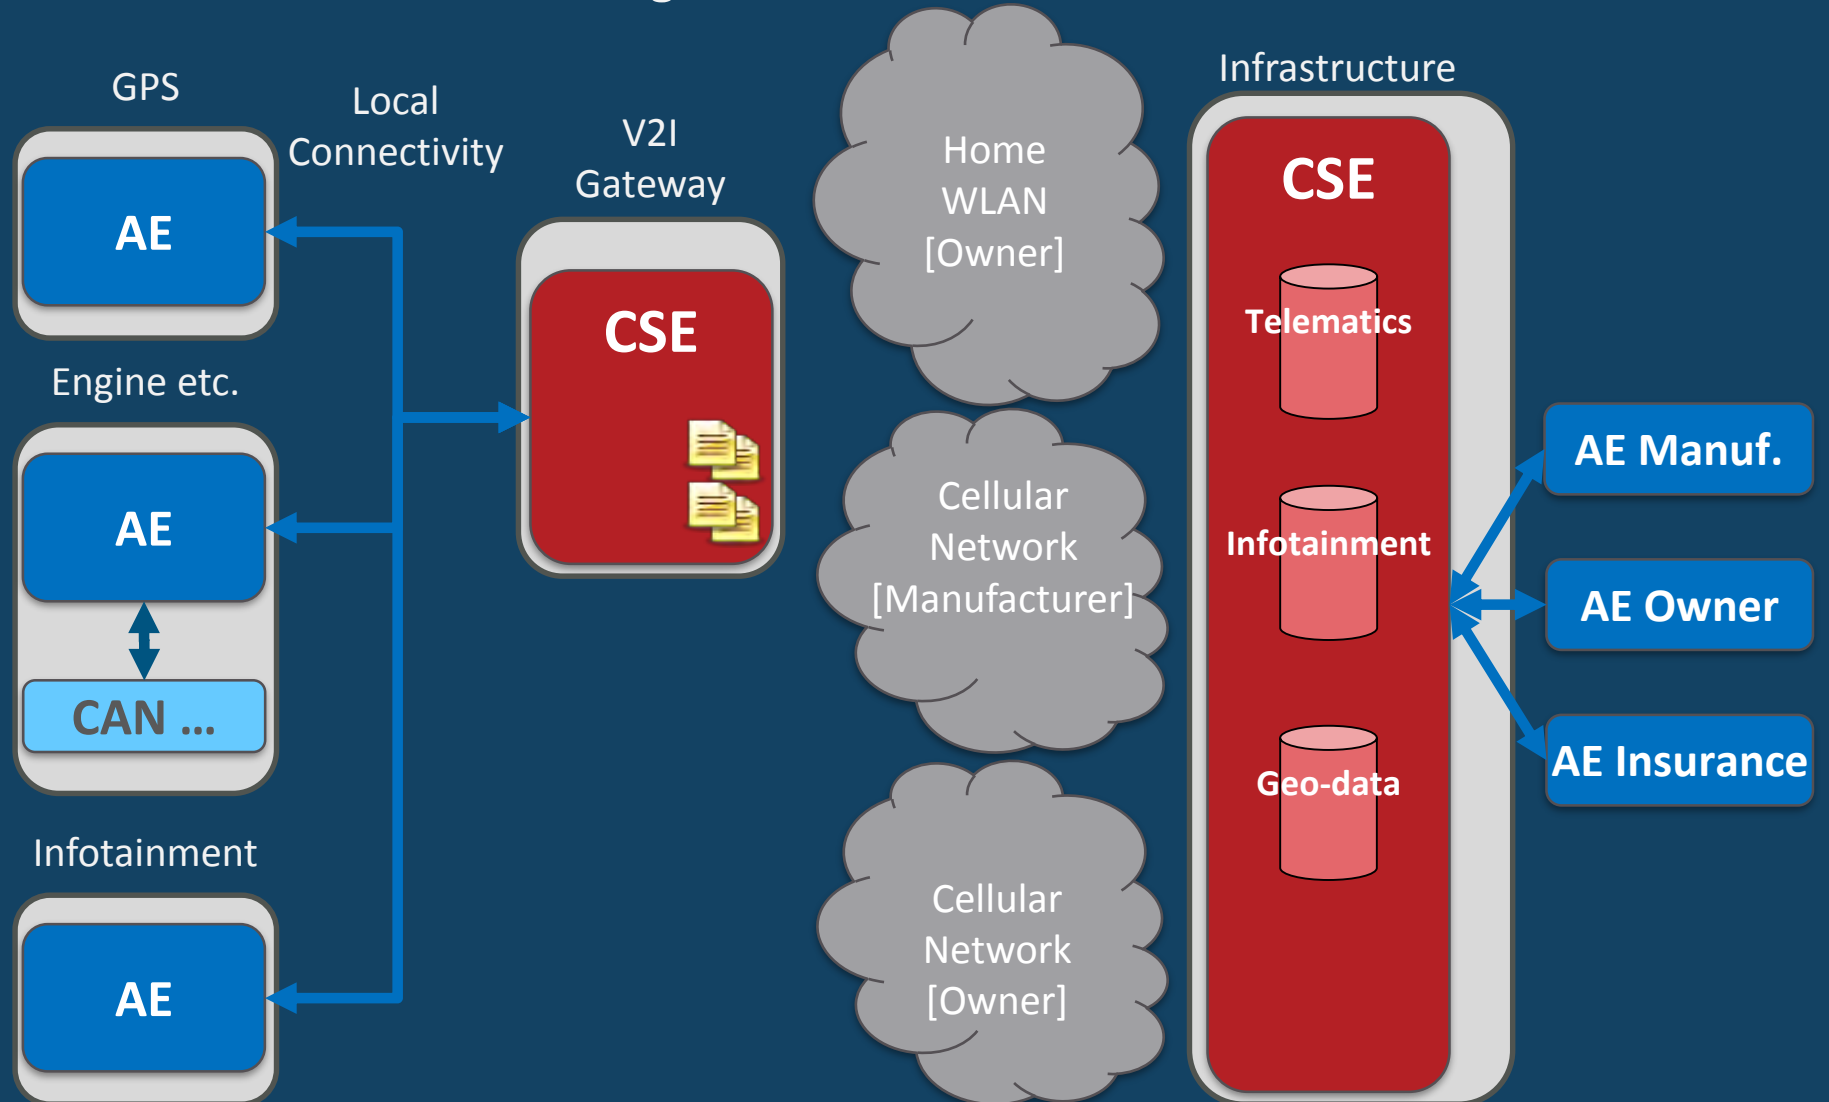 GPS
AE
Local
Connectivity
V2I
Gateway
CSE
Engine etc.
AE
CAN ...
Infotainment
AE
Home
WLAN
[Owner]
Cellular
Network
[Manufacturer]
Cellular
Network
[Owner]
Infrastructure
CSE
Telematics
Infotainment
Geo-data
AE Manuf.
AE Owner
AE Insurance